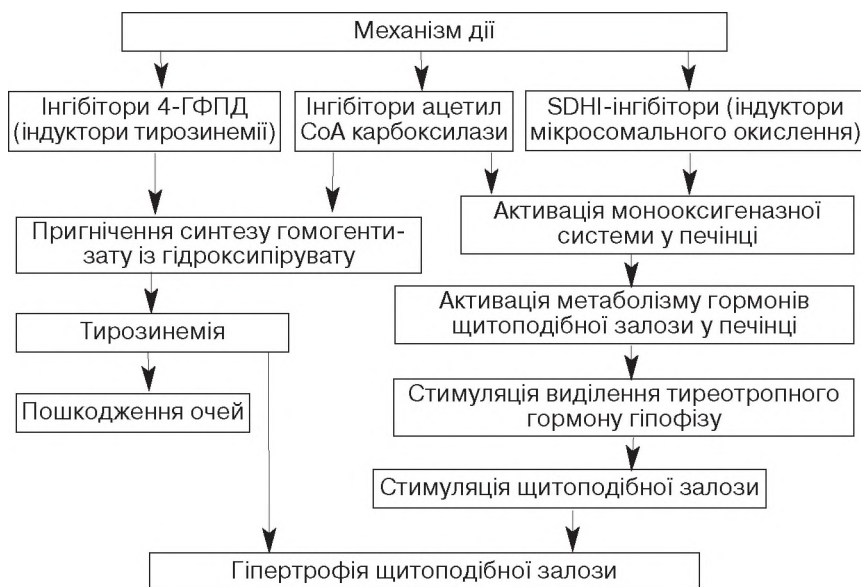 Механізм дії
Інгібітори 4-ГФПД
(індуктори тирозинемії)
Інгібітори ацетил
СоА карбоксилази
SDHI-інгібітори (індуктори
мікросомального окислення)
Пригнічення синтезу гомогенти-
зату із гідроксипірувату
Активація монооксигеназної
системи у печінці
Тирозинемія
Активація метаболізму гормонів
щитоподібної залози у печінці
Пошкодження очей
Стимуляція виділення тиреотропного
гормону гіпофізу
Стимуляція щитоподібної залози
Гіпертрофія щитоподібної залози